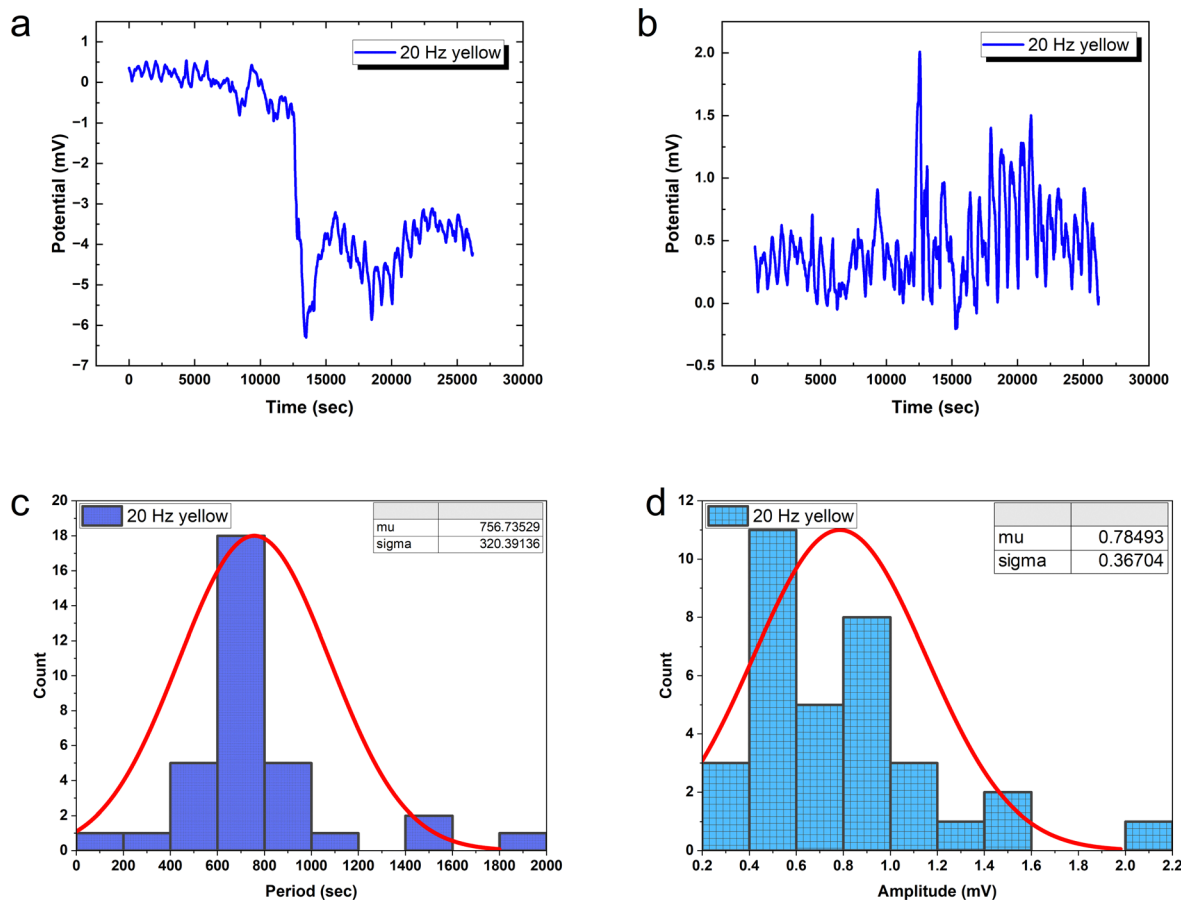 a
20 Hz yellow
Potential (mV)
1
0
−1
−2
−3
−4
−5
−6
−7
0 5000 10000 15000 20000 25000 30000
Time (sec)
b
20 Hz yellow
Potential (mV)
2.0
1.5
1.0
0.5
0.0
−0.5
0 5000 10000 15000 20000 25000 30000
Time (sec)
c
20 Hz yellow
mu 756.73529
sigma 320.39136
Count
20
18
16
14
12
10
8
6
4
2
0
0 200 400 600 800 1000 1200 1400 1600 1800 2000
Period (sec)
d
20 Hz yellow
mu 0.78493
sigma 0.36704
Count
12
10
8
6
4
2
0
0.2 0.4 0.6 0.8 1.0 1.2 1.4 1.6 1.8 2.0 2.2
Amplitude (mV)